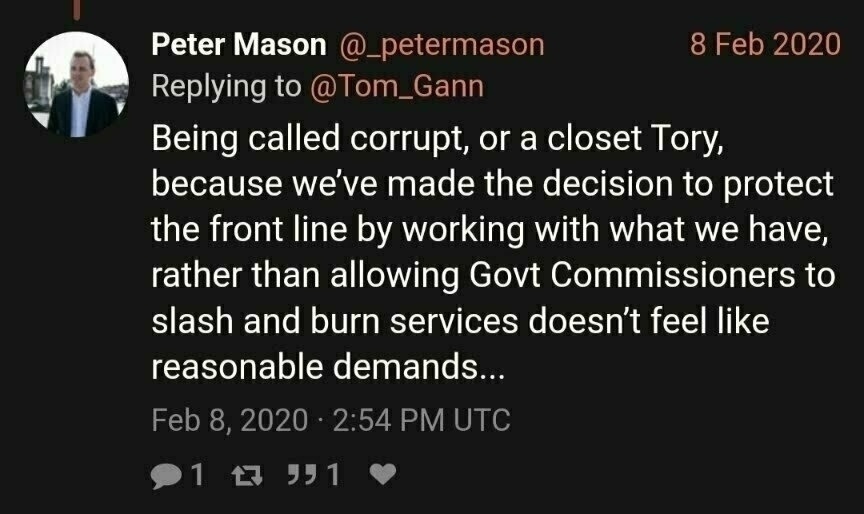 Peter Mason @_petermason 8 Feb 2020
Replying to @Tom_Gann
Being called corrupt, or a closet Tory,
because we've made the decision to protect
the front line by working with what we have,
rather than allowing Govt Commissioners to
slash and burn services doesn't feel like
reasonable demands...
Feb 8, 2020 · 2:54 PM UTC
1 1